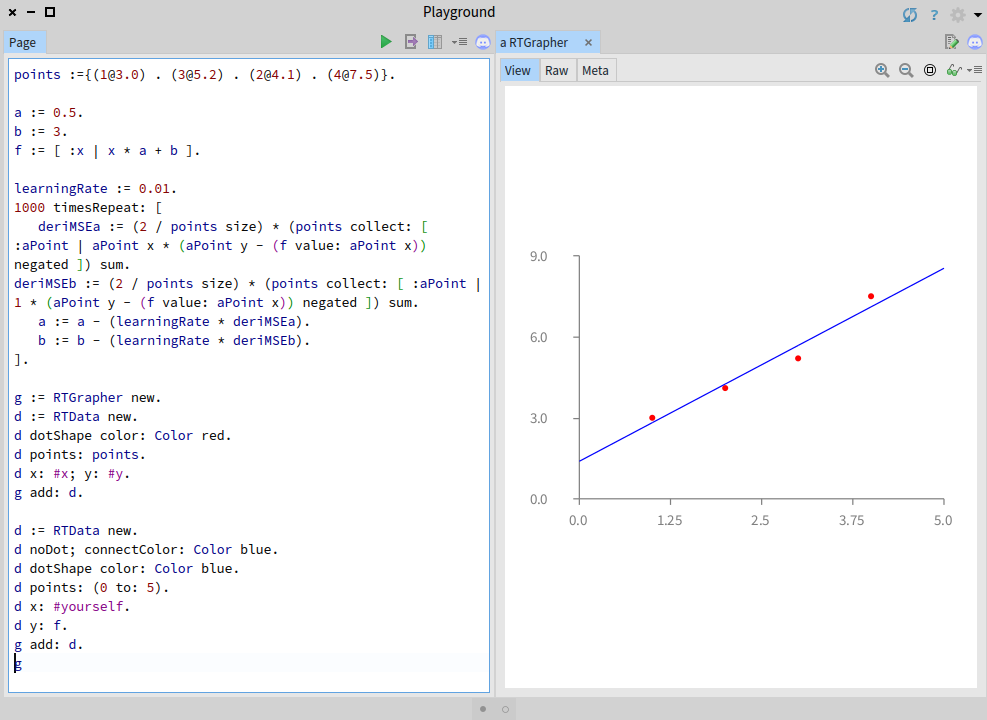 Playground
?
Page
points :={(1@3.0) . (3@5.2) . (2@4.1) . (4@7.5)}.
a := 0.5.
b := 3.
f := [ :x | x * a + b ].
learningRate := 0.01.
1000 timesRepeat: [
deriMSEa := (2 / points size) * (points collect: [
:aPoint | aPoint x * (aPoint y - (f value: aPoint x))
negated ]) sum.
deriMSEb := (2 / points size) * (points collect: [ :aPoint |
1 * (aPoint y - (f value: aPoint x)) negated ]) sum.
a := a - (learningRate * deriMSEa).
b := b - (learningRate * deriMSEb).
].
g := RTGrapher new.
d := RTData new.
d dotShape color: Color red.
d points: points.
d x: #x; y: #y.
g add: d.
d := RTData new.
d noDot; connectColor: Color blue.
d dotShape color: Color blue.
d points: (0 to: 5).
d x: #yourself.
d y: f.
g add: d.
g
a RTGrapher
View Raw Meta
9.0
6.0
3.0
0.0
0.0 1.25 2.5 3.75 5.0